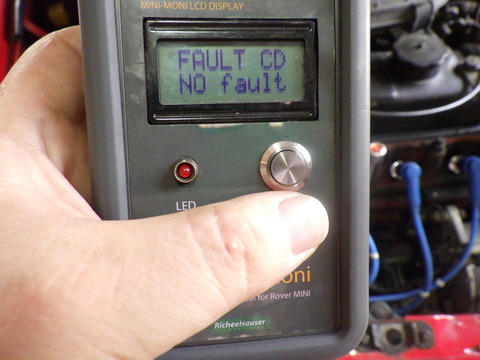 MINI-MONI LCD DISPLAY
FAULT CD
NO fault
LED
oni
for Rover MINI
RicheeHauser